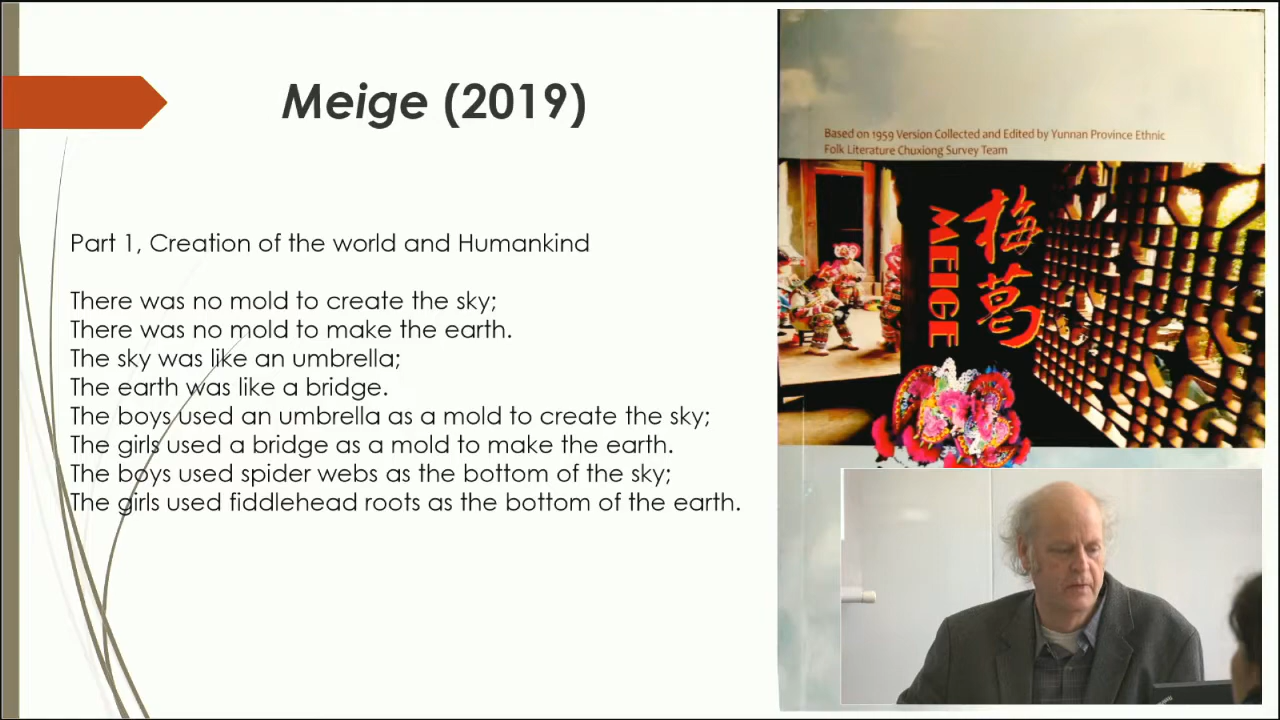 Meige (2019)
Part 1, Creation of the world and Humankind
There was no mold to create the sky;
There was no mold to make the earth.
The sky was like an umbrella;
The earth was like a bridge.
The boys used an umbrella as a mold to create the sky;
The girls used a bridge as a mold to make the earth.
The boys used spider webs as the bottom of the sky;
The girls used fiddlehead roots as the bottom of the earth.
Based on 1959 Version Collected and Edited by Yunnan Province Ethnic
Folk Literature Chuxiong Survey Team
梅葛
MEIGE